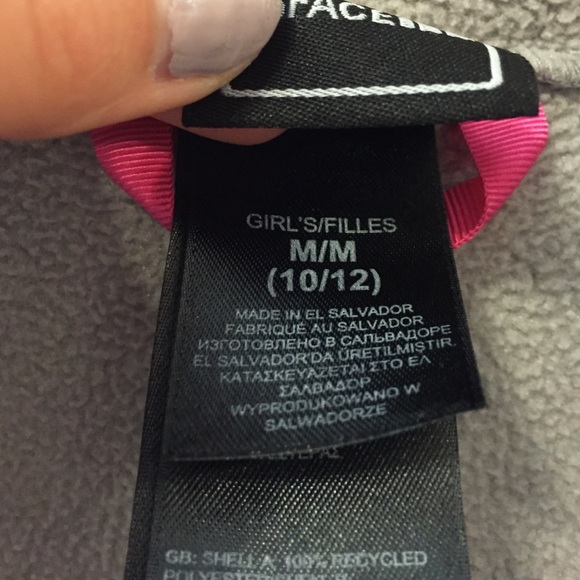 GIRL'S/FILLES
M/M
(10/12)
MADE IN EL SALVADOR
FABRIQUÉ AU SALVADOR
ИЗГОТОВЛЕНО В САЛЬВАДОРЕ
EL SALVADOR'DA ÜRETILMIŞTIR.
ΚΑΤΑΣΚΕΥΑΖΕΤΑΙ ΣΤΟ ΕΛ
ΣΑΛΒΑΔΟΡ
WYPRODUKOWANO W
SALWADORZE
GB: SHELL A: 100% RECYCLED
POLYESTER